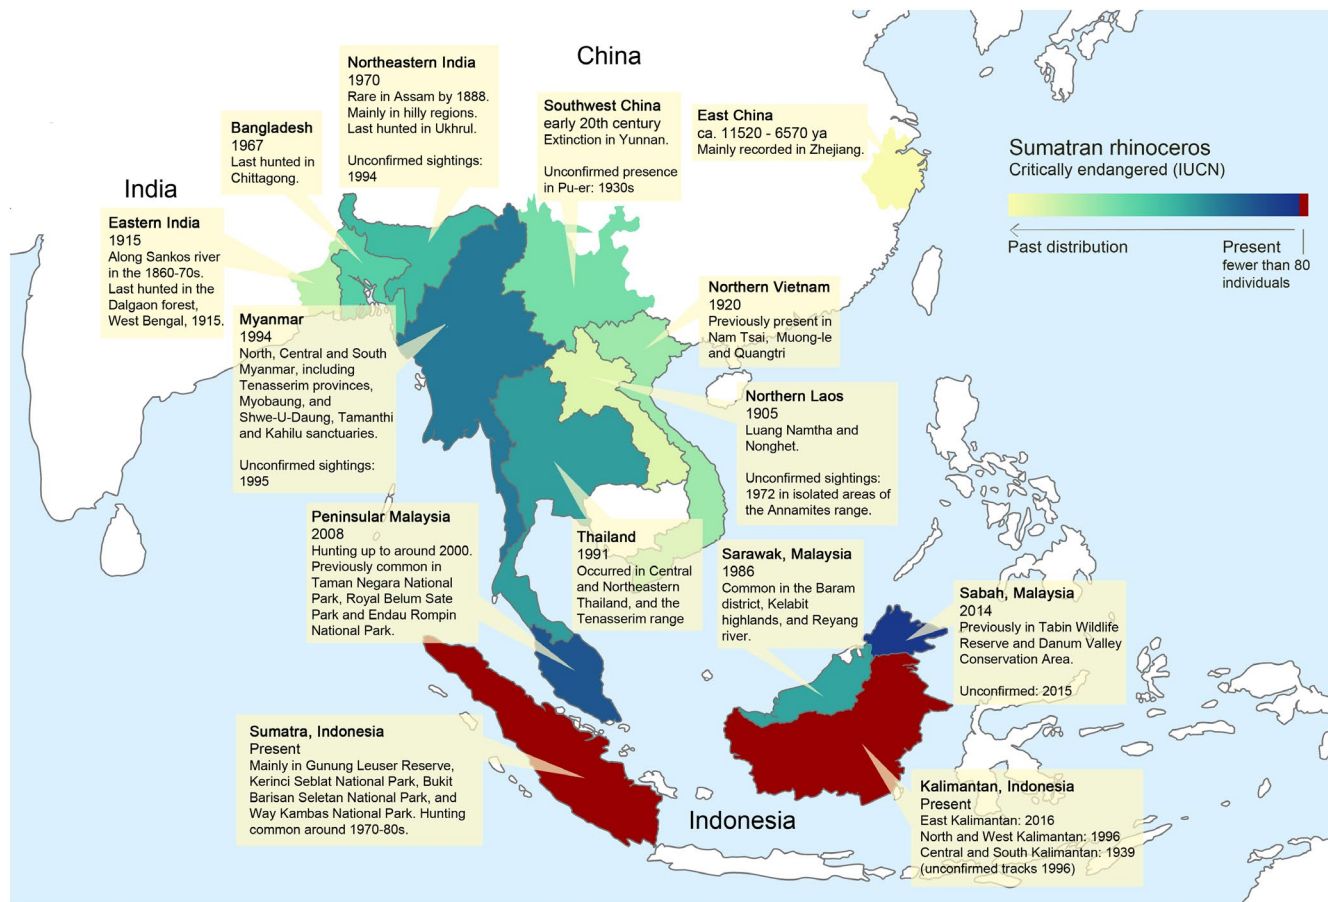 China
India
Indonesia
Sumatran rhinoceros
Critically endangered (IUCN)
Past distribution
Present
fewer than 80
individuals
Northeastern India
1970
Rare in Assam by 1888.
Mainly in hilly regions.
Last hunted in Ukhrul.
Unconfirmed sightings:
1994
Bangladesh
1967
Last hunted in
Chittagong.
Southwest China
early 20th century
Extinction in Yunnan.
Unconfirmed presence
in Pu-er: 1930s
East China
ca. 11520 - 6570 ya
Mainly recorded in Zhejiang.
Eastern India
1915
Along Sankos river
in the 1860-70s.
Last hunted in the
Dalgaon forest,
West Bengal, 1915.
Myanmar
1994
North, Central and South
Myanmar, including
Tenasserim provinces,
Myobaung, and
Shwe-U-Daung, Tamanthi
and Kahilu sanctuaries.
Unconfirmed sightings:
1995
Northern Vietnam
1920
Previously present in
Nam Tsai, Muong-le
and Quangtri
Northern Laos
1905
Luang Namtha and
Nonghet.
Unconfirmed sightings:
1972 in isolated areas of
the Annamites range.
Peninsular Malaysia
2008
Hunting up to around 2000.
Previously common in
Taman Negara National
Park, Royal Belum Sate
Park and Endau Rompin
National Park.
Thailand
1991
Occurred in Central
and Northeastern
Thailand, and the
Tenasserim range
Sarawak, Malaysia
1986
Common in the Baram
district, Kelabit
highlands, and Reyang
river.
Sabah, Malaysia
2014
Previously in Tabin Wildlife
Reserve and Danum Valley
Conservation Area.
Unconfirmed: 2015
Sumatra, Indonesia
Present
Mainly in Gunung Leuser Reserve,
Kerinci Seblat National Park, Bukit
Barisan Seletan National Park, and
Way Kambas National Park. Hunting
common around 1970-80s.
Kalimantan, Indonesia
Present
East Kalimantan: 2016
North and West Kalimantan: 1996
Central and South Kalimantan: 1939
(unconfirmed tracks 1996)